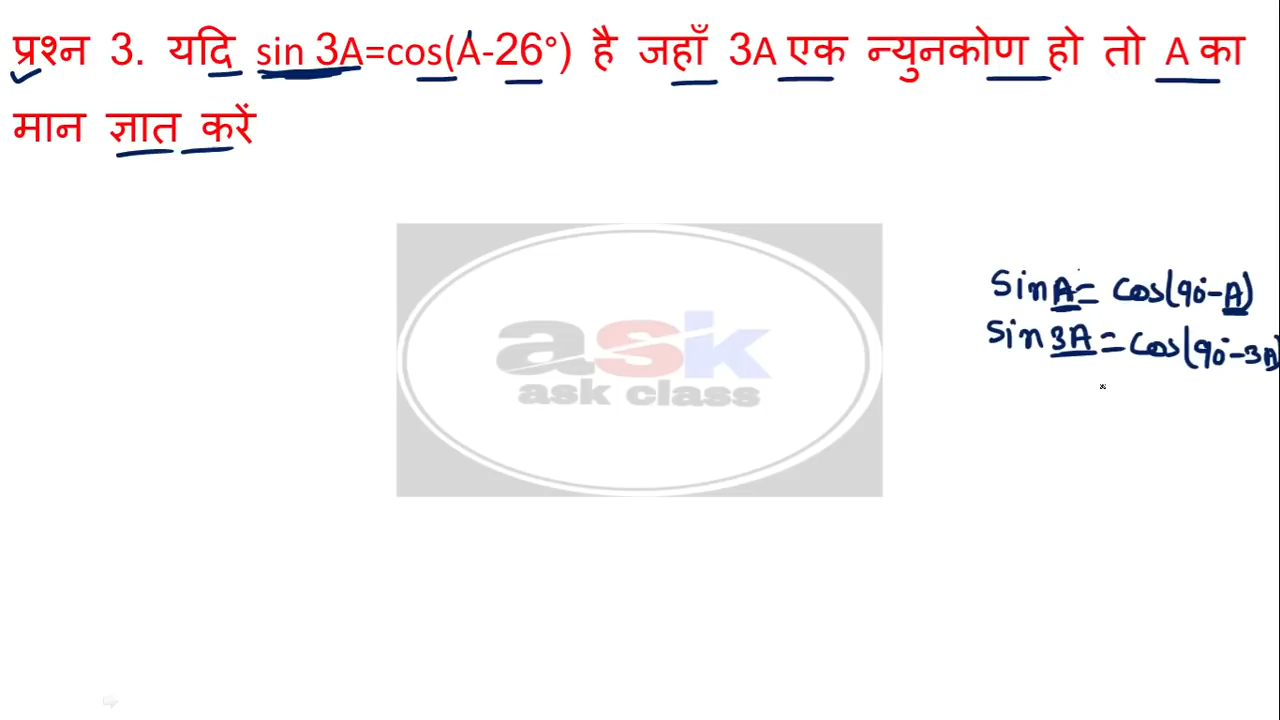 प्रश्न 3. यदि sin 3A=cos(A-26°) है जहाँ 3A एक न्युनकोण हो तो A का
मान ज्ञात करें
Sin A = cos(90°-A)
Sin 3A = cos(90°-3A)
ask
ask class